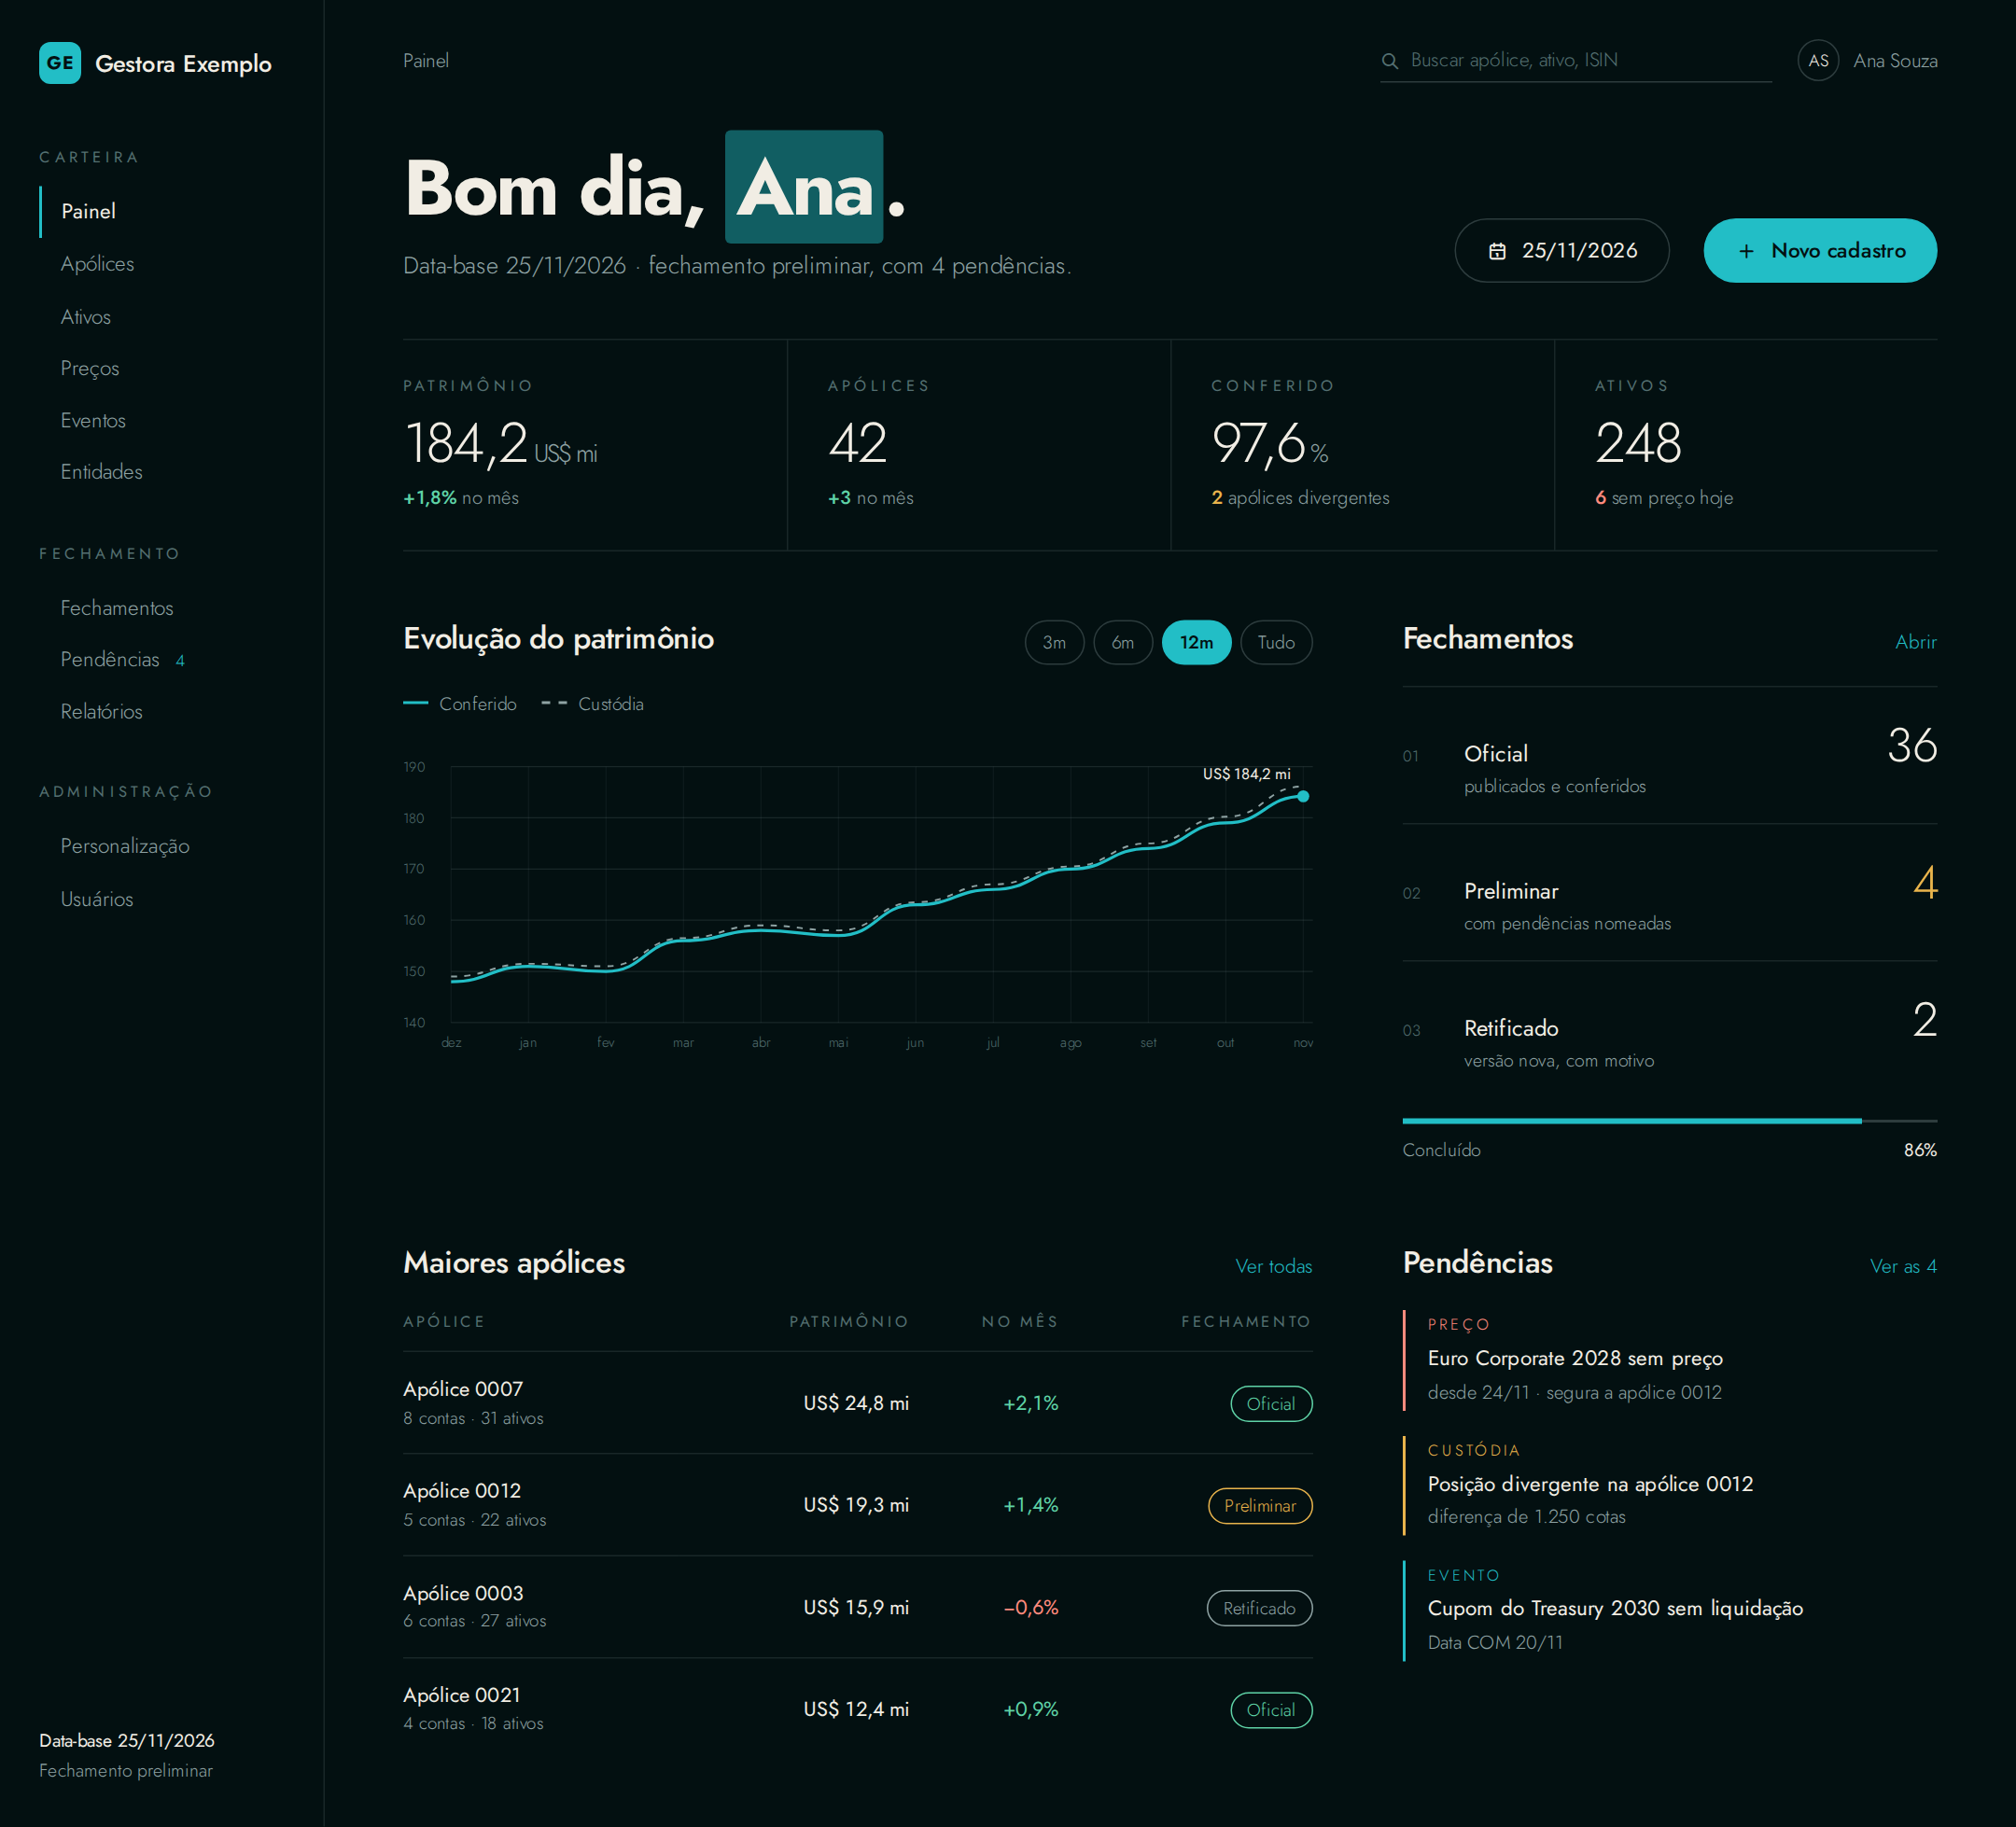 GE Gestora Exemplo
CARTEIRA
Painel
Apólices
Ativos
Preços
Eventos
Entidades
FECHAMENTO
Fechamentos
Pendências 4
Relatórios
ADMINISTRAÇÃO
Personalização
Usuários
Data-base 25/11/2026
Fechamento preliminar
Painel
Buscar apólice, ativo, ISIN
AS Ana Souza
Bom dia, Ana.
Data-base 25/11/2026 · fechamento preliminar, com 4 pendências.
25/11/2026
+ Novo cadastro
PATRIMÔNIO
184,2 US$ mi
+1,8% no mês
APÓLICES
42
+3 no mês
CONFERIDO
97,6 %
2 apólices divergentes
ATIVOS
248
6 sem preço hoje
Evolução do patrimônio
3m 6m 12m Tudo
Conferido Custódia
190
180
170
160
150
140
US$ 184,2 mi
dez jan fev mar abr mai jun jul ago set out nov
Fechamentos Abrir
01 Oficial 36
publicados e conferidos
02 Preliminar 4
com pendências nomeadas
03 Retificado 2
versão nova, com motivo
Concluído 86%
Maiores apólices Ver todas
APÓLICE PATRIMÔNIO NO MÊS FECHAMENTO
Apólice 0007 US$ 24,8 mi +2,1% Oficial
8 contas · 31 ativos
Apólice 0012 US$ 19,3 mi +1,4% Preliminar
5 contas · 22 ativos
Apólice 0003 US$ 15,9 mi −0,6% Retificado
6 contas · 27 ativos
Apólice 0021 US$ 12,4 mi +0,9% Oficial
4 contas · 18 ativos
Pendências Ver as 4
PREÇO
Euro Corporate 2028 sem preço
desde 24/11 · segura a apólice 0012
CUSTÓDIA
Posição divergente na apólice 0012
diferença de 1.250 cotas
EVENTO
Cupom do Treasury 2030 sem liquidação
Data COM 20/11